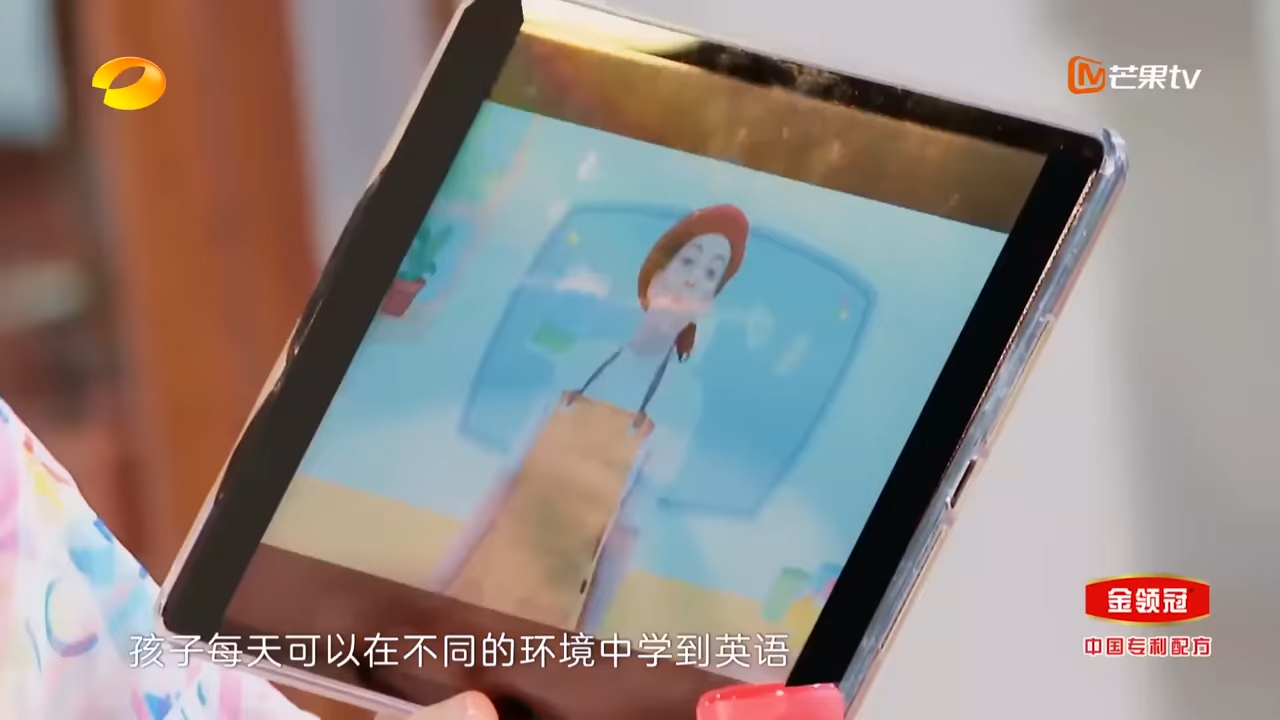 芒果tv
金领冠
中国专利配方
孩子每天可以在不同的环境中学到英语